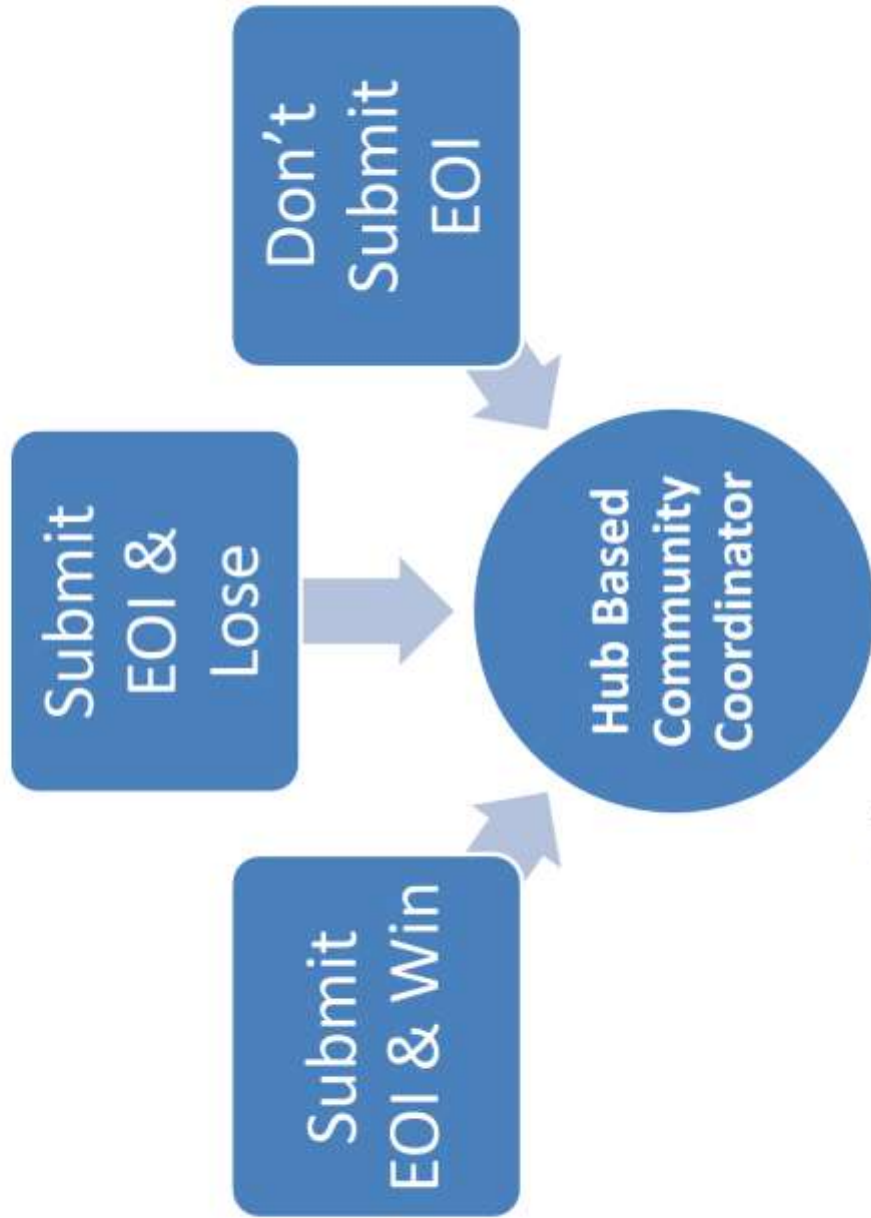 Submit
EOI & Win
Submit
EOI &
Lose
Don't
Submit
EOI
Hub Based
Community
Coordinator